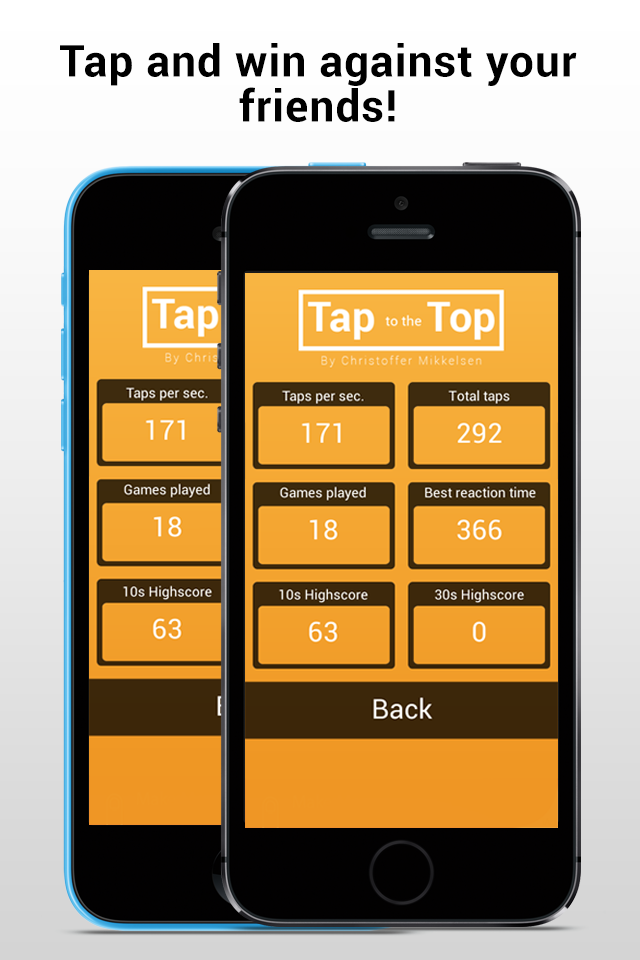 Tap and win against your
friends!
Tap
By Chris
Taps per sec.
171
Games played
18
10s Highscore
63
Tap to the Top
By Christoffer Mikkelsen
Taps per sec.
Total taps
171
292
Games played
Best reaction time
18
366
10s Highscore
30s Highscore
63
0
Back